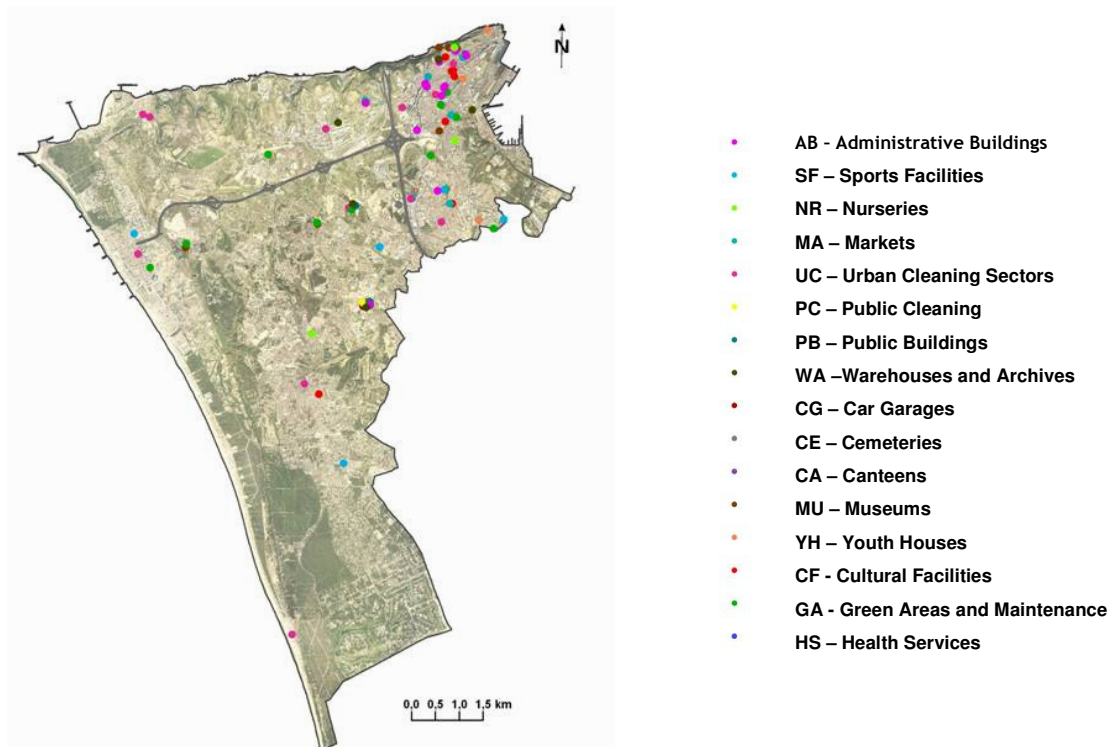 N
AB - Administrative Buildings
SF – Sports Facilities
NR – Nurseries
MA – Markets
UC – Urban Cleaning Sectors
PC – Public Cleaning
PB – Public Buildings
WA –Warehouses and Archives
CG – Car Garages
CE – Cemeteries
CA – Canteens
MU – Museums
YH – Youth Houses
CF - Cultural Facilities
GA - Green Areas and Maintenance
HS – Health Services
0,0 0,5 1,0 1,5 km